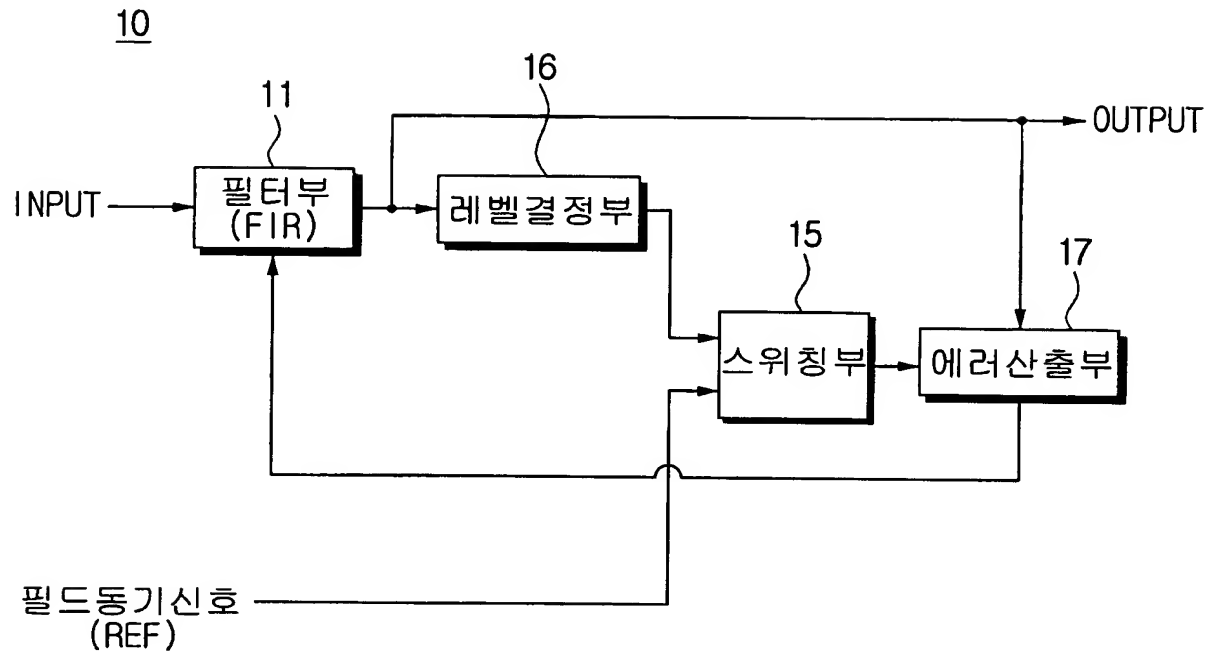 10
16
11
OUTPUT
INPUT
필터부
(FIR)
레벨결정부
15
17
스위칭부
에러산출부
필드동기신호
(REF)